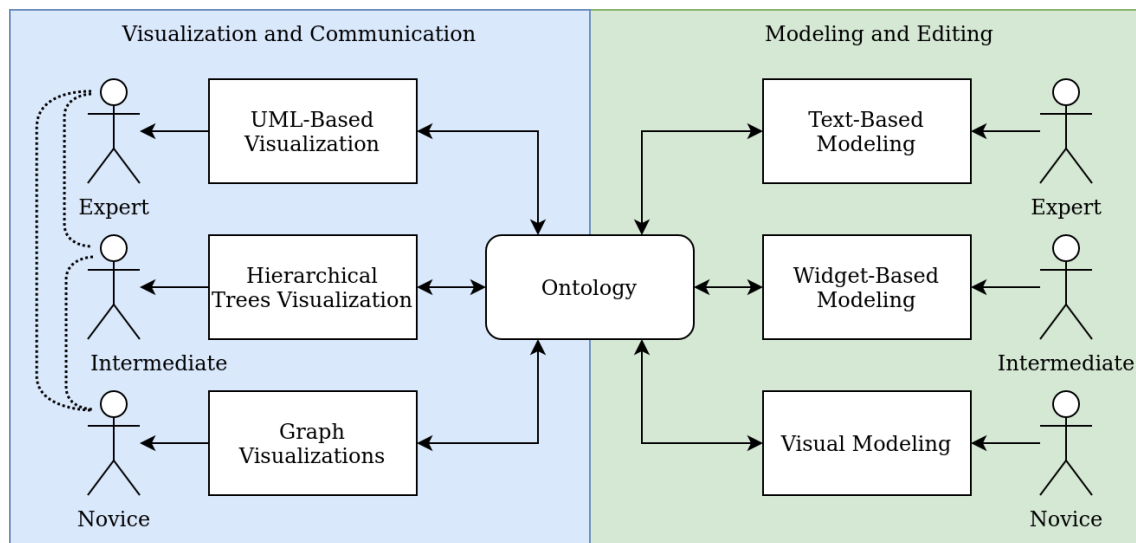 Visualization and Communication
Modeling and Editing
UML-Based
Visualization
Text-Based
Modeling
Expert
Expert
Hierarchical
Trees Visualization
Ontology
Widget-Based
Modeling
Intermediate
Intermediate
Graph
Visualizations
Visual Modeling
Novice
Novice